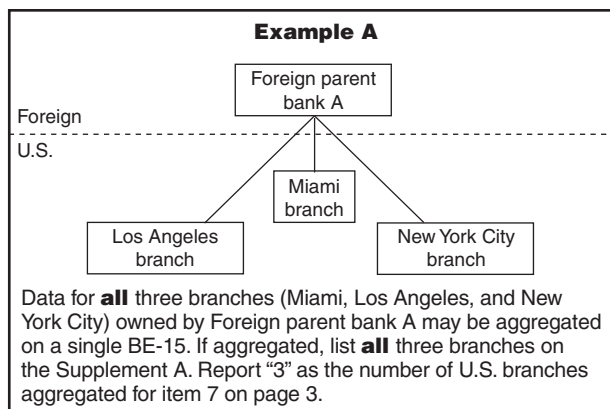 Example A
Foreign parent
bank A
Foreign
U.S.
Miami
branch
Los Angeles
branch
New York City
branch
Data for all three branches (Miami, Los Angeles, and New
York City) owned by Foreign parent bank A may be aggregated
on a single BE-15. If aggregated, list all three branches on
the Supplement A. Report “3” as the number of U.S. branches
aggregated for item 7 on page 3.